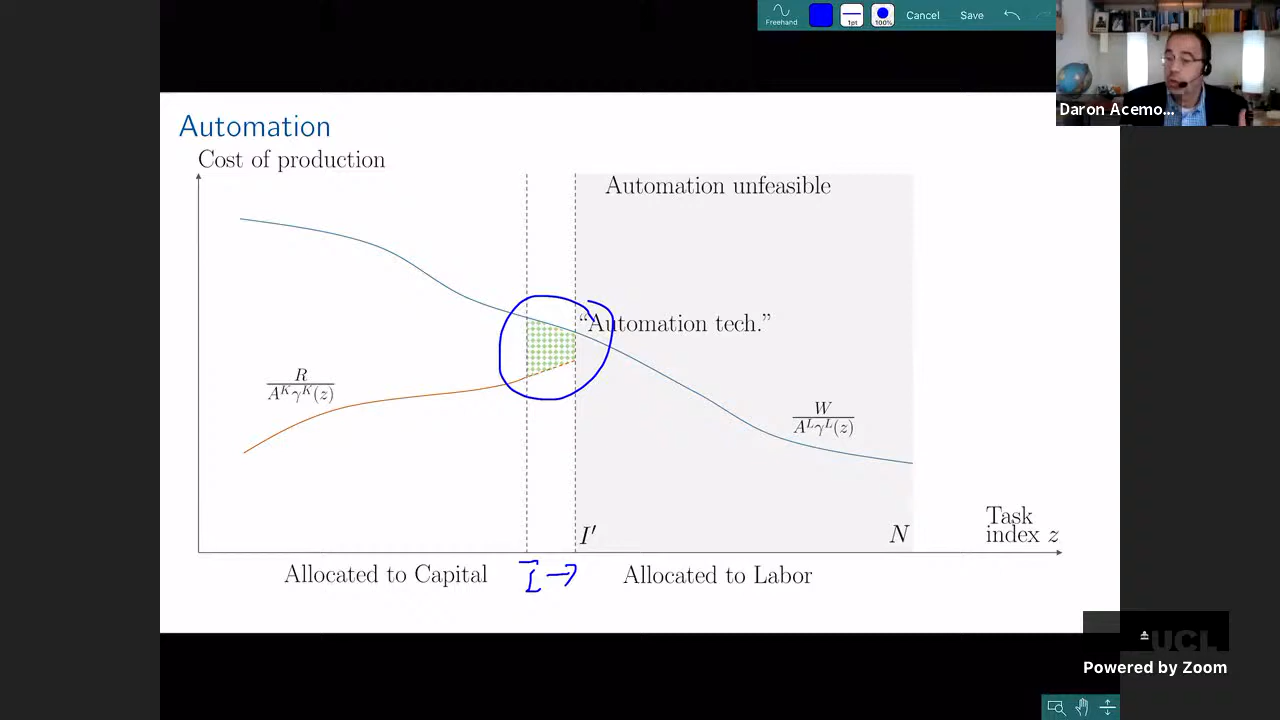 Freehand
1pt
100%
Cancel
Save
Daron Acemo...
Automation
Cost of production
Automation unfeasible
“Automation tech.”
R
A^K γ^K(z)
W
A^L γ^L(z)
I′
N
Task
index z
Allocated to Capital
I →
Allocated to Labor
UCL
Powered by Zoom